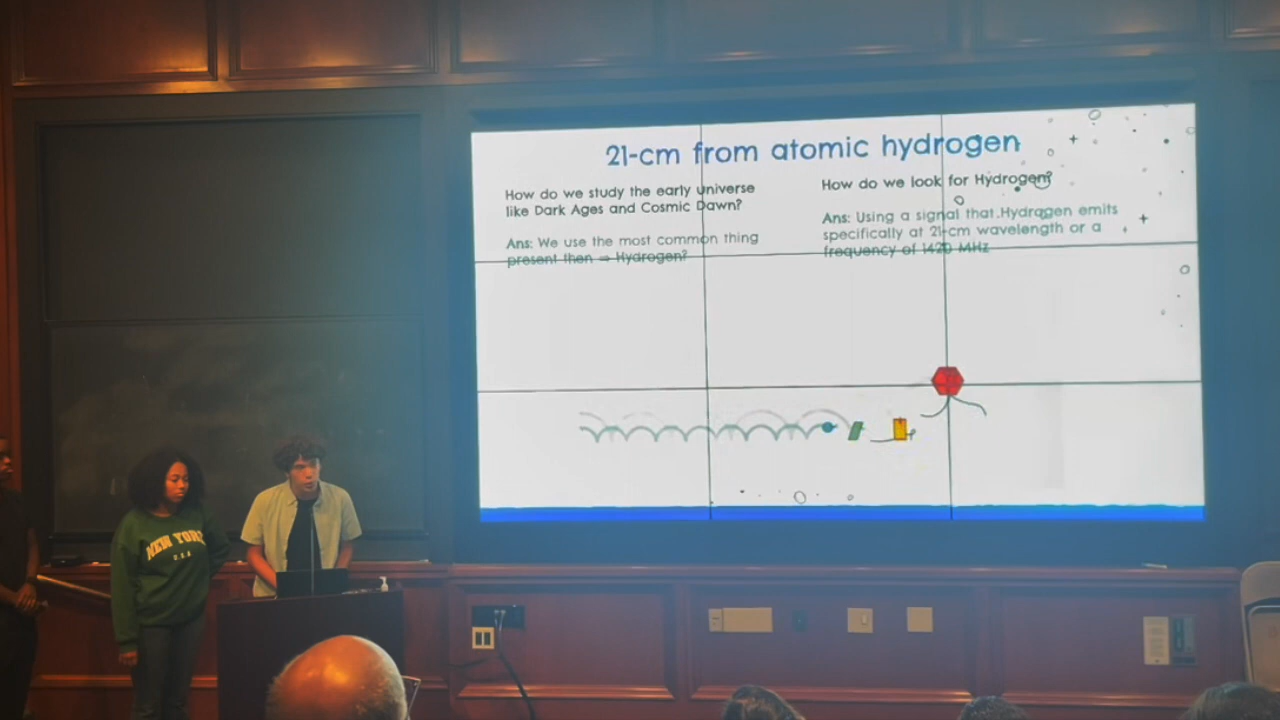 21-cm from atomic hydrogen
How do we study the early universe
like Dark Ages and Cosmic Dawn?
Ans: We use the most common thing
present then ⇒ Hydrogen?
How do we look for Hydrogen?
Ans: Using a signal that Hydrogen emits
specifically at 21-cm wavelength or a
frequency of 1420 MHz
NEW YORK
U.S.A